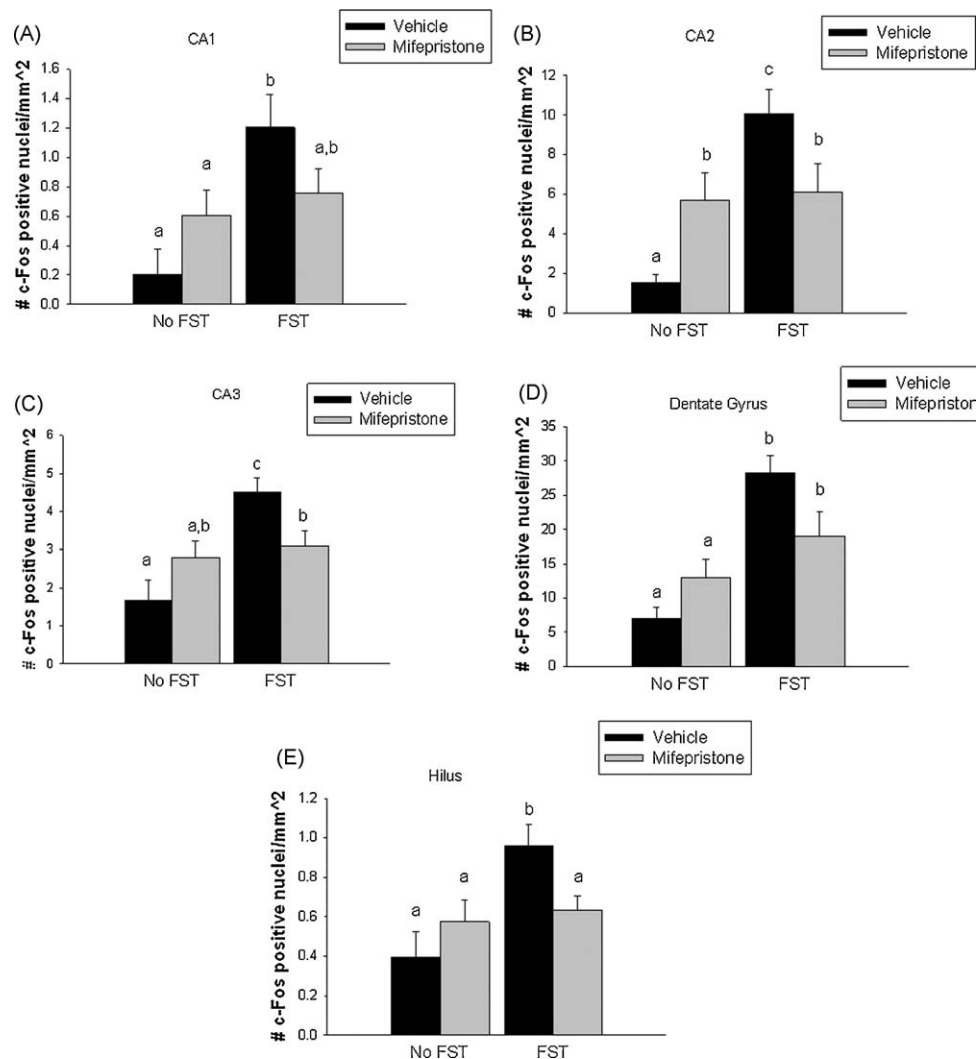 (A)
CA1
Vehicle
Mifepristone
# c-Fos positive nuclei/mm^2
1.6
1.4
1.2
1.0
0.8
0.6
0.4
0.2
0.0
a
a
b
a,b
No FST
FST
(B)
CA2
Vehicle
Mifepristone
# c-Fos positive nuclei/mm^2
12
10
8
6
4
2
0
a
b
c
b
No FST
FST
(C)
CA3
Vehicle
Mifepristone
# c-Fos positive nuclei/mm^2
6
5
4
3
2
1
0
a
a,b
c
b
No FST
FST
(D)
Dentate Gyrus
Vehicle
Mifepriston
# c-Fos positive nuclei/mm^2
35
30
25
20
15
10
5
0
a
a
b
b
No FST
FST
(E)
Hilus
Vehicle
Mifepristone
# c-Fos positive nuclei/mm^2
1.2
1.0
0.8
0.6
0.4
0.2
0.0
a
a
b
a
No FST
FST